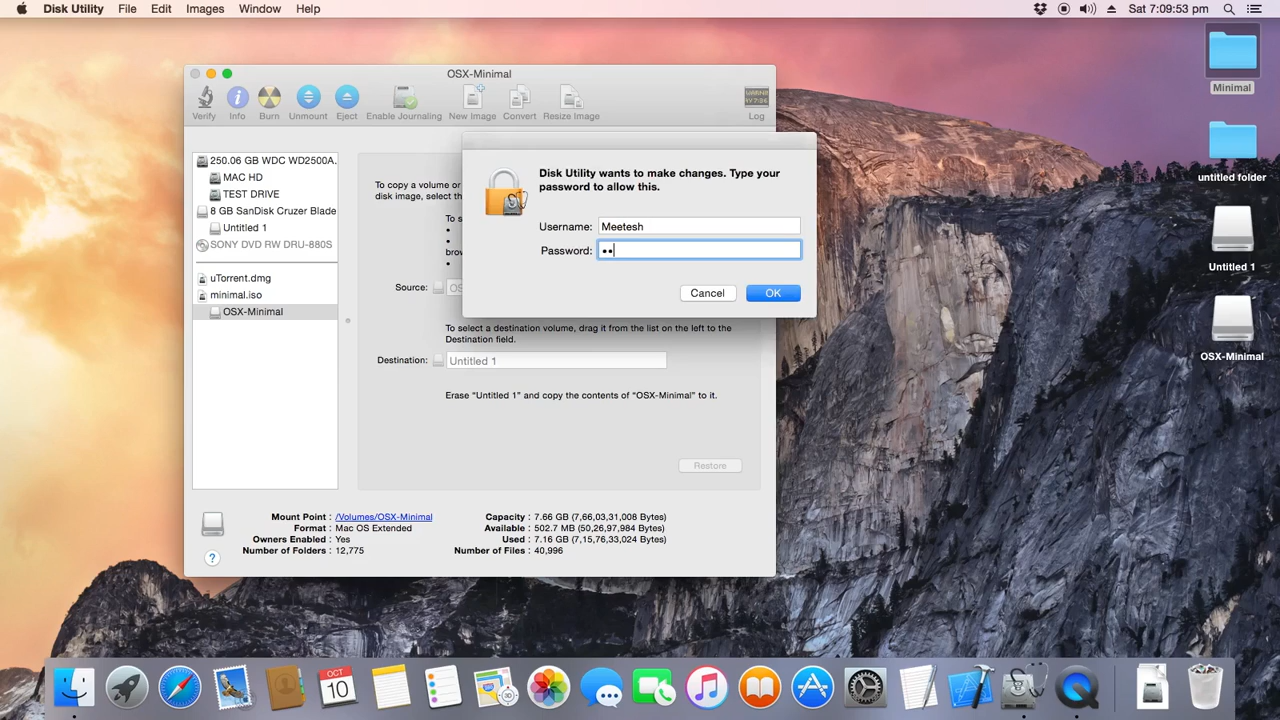 Disk Utility File Edit Images Window Help
Sat 7:09:53 pm
OSX-Minimal
Verify Info Burn Unmount Eject Enable Journaling New Image Convert Resize Image Log
250.06 GB WDC WD2500A.
MAC HD
TEST DRIVE
8 GB SanDisk Cruzer Blade
Untitled 1
SONY DVD RW DRU-880S
uTorrent.dmg
minimal.iso
OSX-Minimal
To copy a volume or
disk image, select th
To s
brow
Source:
Disk Utility wants to make changes. Type your
password to allow this.
Username: Meetesh
Password: ••
Cancel OK
To select a destination volume, drag it from the list on the left to the
Destination field.
Destination: Untitled 1
Erase “Untitled 1” and copy the contents of “OSX-Minimal” to it.
Restore
Mount Point : /Volumes/OSX-Minimal
Format : Mac OS Extended
Owners Enabled : Yes
Number of Folders : 12,775
Capacity : 7.66 GB (7,66,03,31,008 Bytes)
Available : 502.7 MB (50,26,97,984 Bytes)
Used : 7.16 GB (7,15,76,33,024 Bytes)
Number of Files : 40,996
?
Minimal
untitled folder
Untitled 1
OSX-Minimal
OCT
10